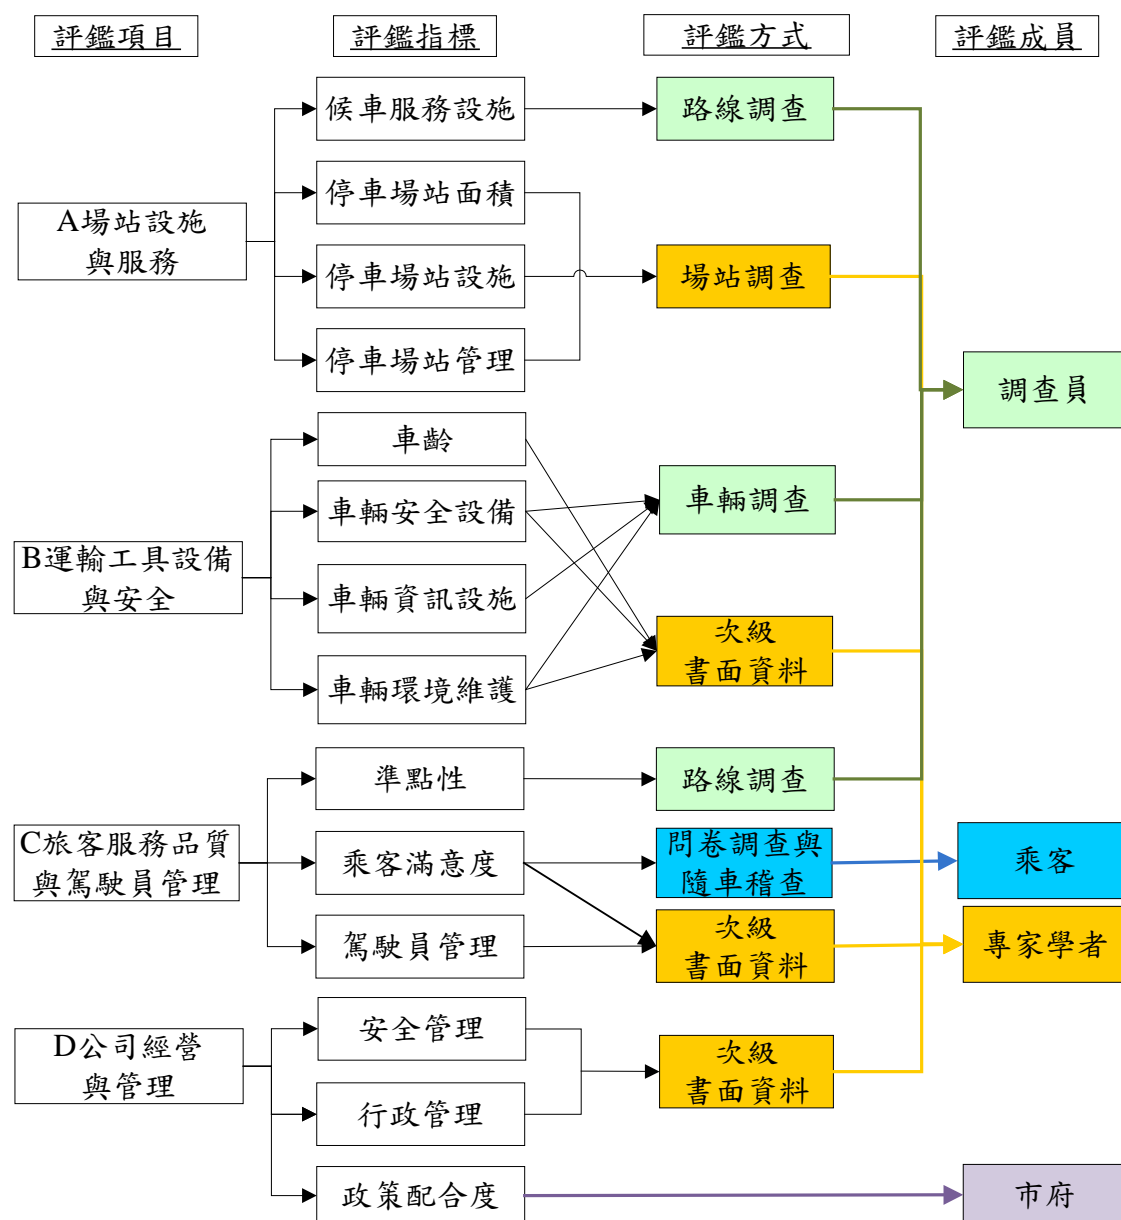 評鑑項目
評鑑指標
評鑑方式
評鑑成員
A場站設施
與服務
候車服務設施
停車場站面積
停車場站設施
停車場站管理
路線調查
場站調查
調查員
B運輸工具設備
與安全
車齡
車輛安全設備
車輛資訊設施
車輛環境維護
車輛調查
次級
書面資料
C旅客服務品質
與駕駛員管理
準點性
乘客滿意度
駕駛員管理
路線調查
問卷調查與
隨車稽查
次級
書面資料
乘客
專家學者
D公司經營
與管理
安全管理
行政管理
政策配合度
次級
書面資料
市府